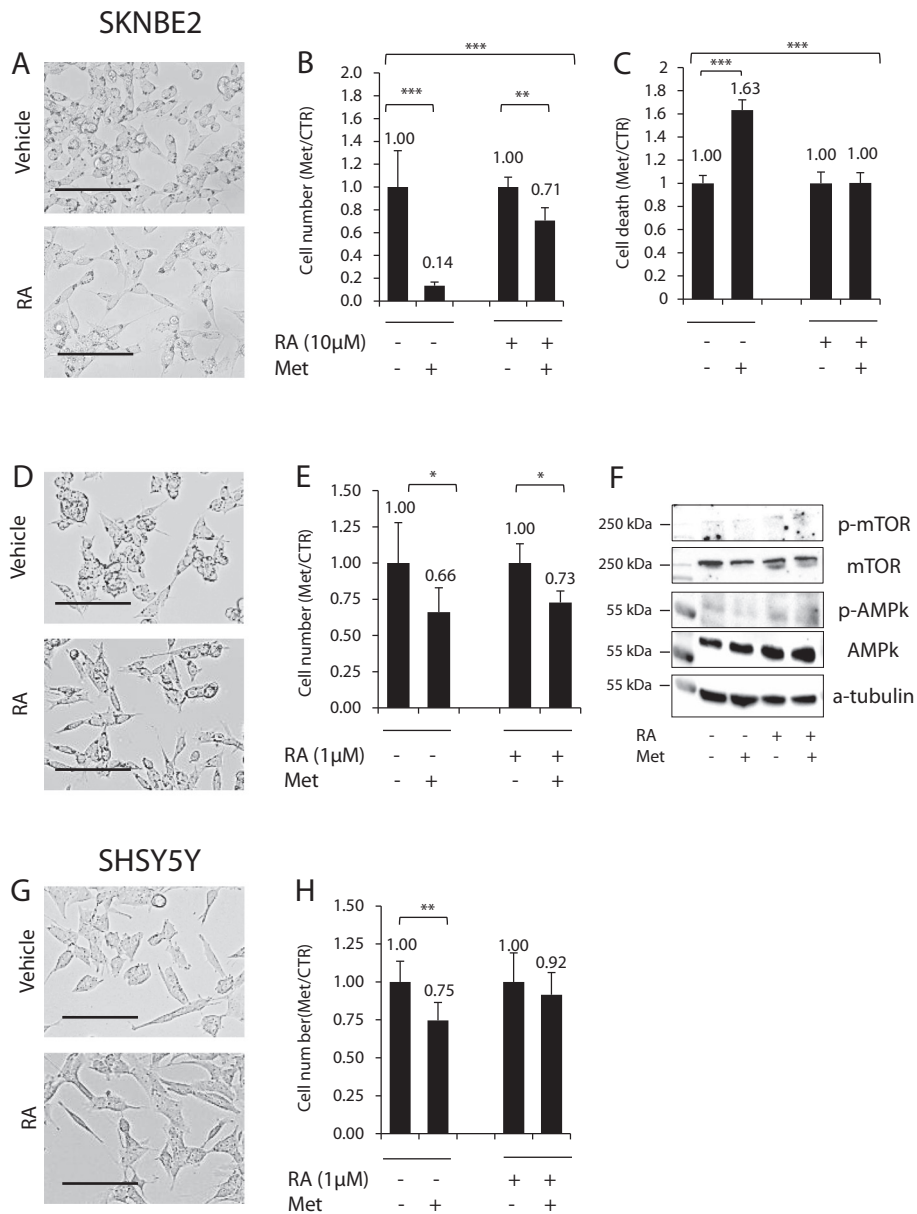 SKNBE2
A
Vehicle
RA
B
Cell number (Met/CTR)
2.0
1.8
1.6
1.4
1.2
1.0
0.8
0.6
0.4
0.2
0.0
***
*** **
1.00 0.14 1.00 0.71
RA (10μM) - - + +
Met - + - +
C
Cell death (Met/CTR)
2
1.8
1.6
1.4
1.2
1
0.8
0.6
0.4
0.2
0
***
***
1.00 1.63 1.00 1.00
- - + +
- + - +
D
Vehicle
RA
E
Cell number (Met/CTR)
1.50
1.25
1.00
0.75
0.50
0.25
0.00
* *
1.00 0.66 1.00 0.73
RA (1μM) - - + +
Met - + - +
F
250 kDa p-mTOR
250 kDa mTOR
55 kDa p-AMPk
55 kDa AMPk
55 kDa a-tubulin
RA - - + +
Met - + - +
SHSY5Y
G
Vehicle
RA
H
Cell num ber(Met/CTR)
1.50
1.25
1.00
0.75
0.50
0.25
0.00
**
1.00 0.75 1.00 0.92
RA (1μM) - - + +
Met - + - +